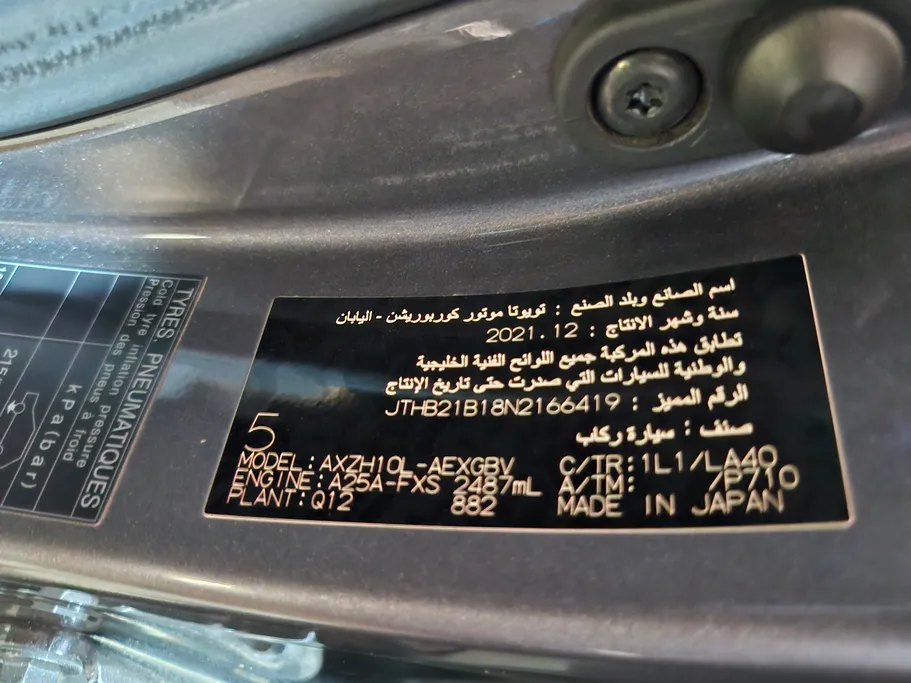 اسم الصانع وبلد الصنع : تويوتا موتور كوربوريشن - اليابان
سنة وشهر الانتاج : 2021.12
تطابق هذه المركبة جميع اللوائح الفنية الخليجية
والوطنية للسيارات التي صدرت حتى تاريخ الإنتاج
الرقم المميز : JTHB21B18N2166419
صنف : سيارة ركاب
5
MODEL:AXZH10L-AEXGBV C/TR:1L1/LA40
ENGINE:A25A-FXS 2487mL A/TM: /P710
PLANT:Q12 882 MADE IN JAPAN
TYRES PNEUMATIQUES
Cold tyre inflation pressure
Pression des pneus à froid
kPa(bar)